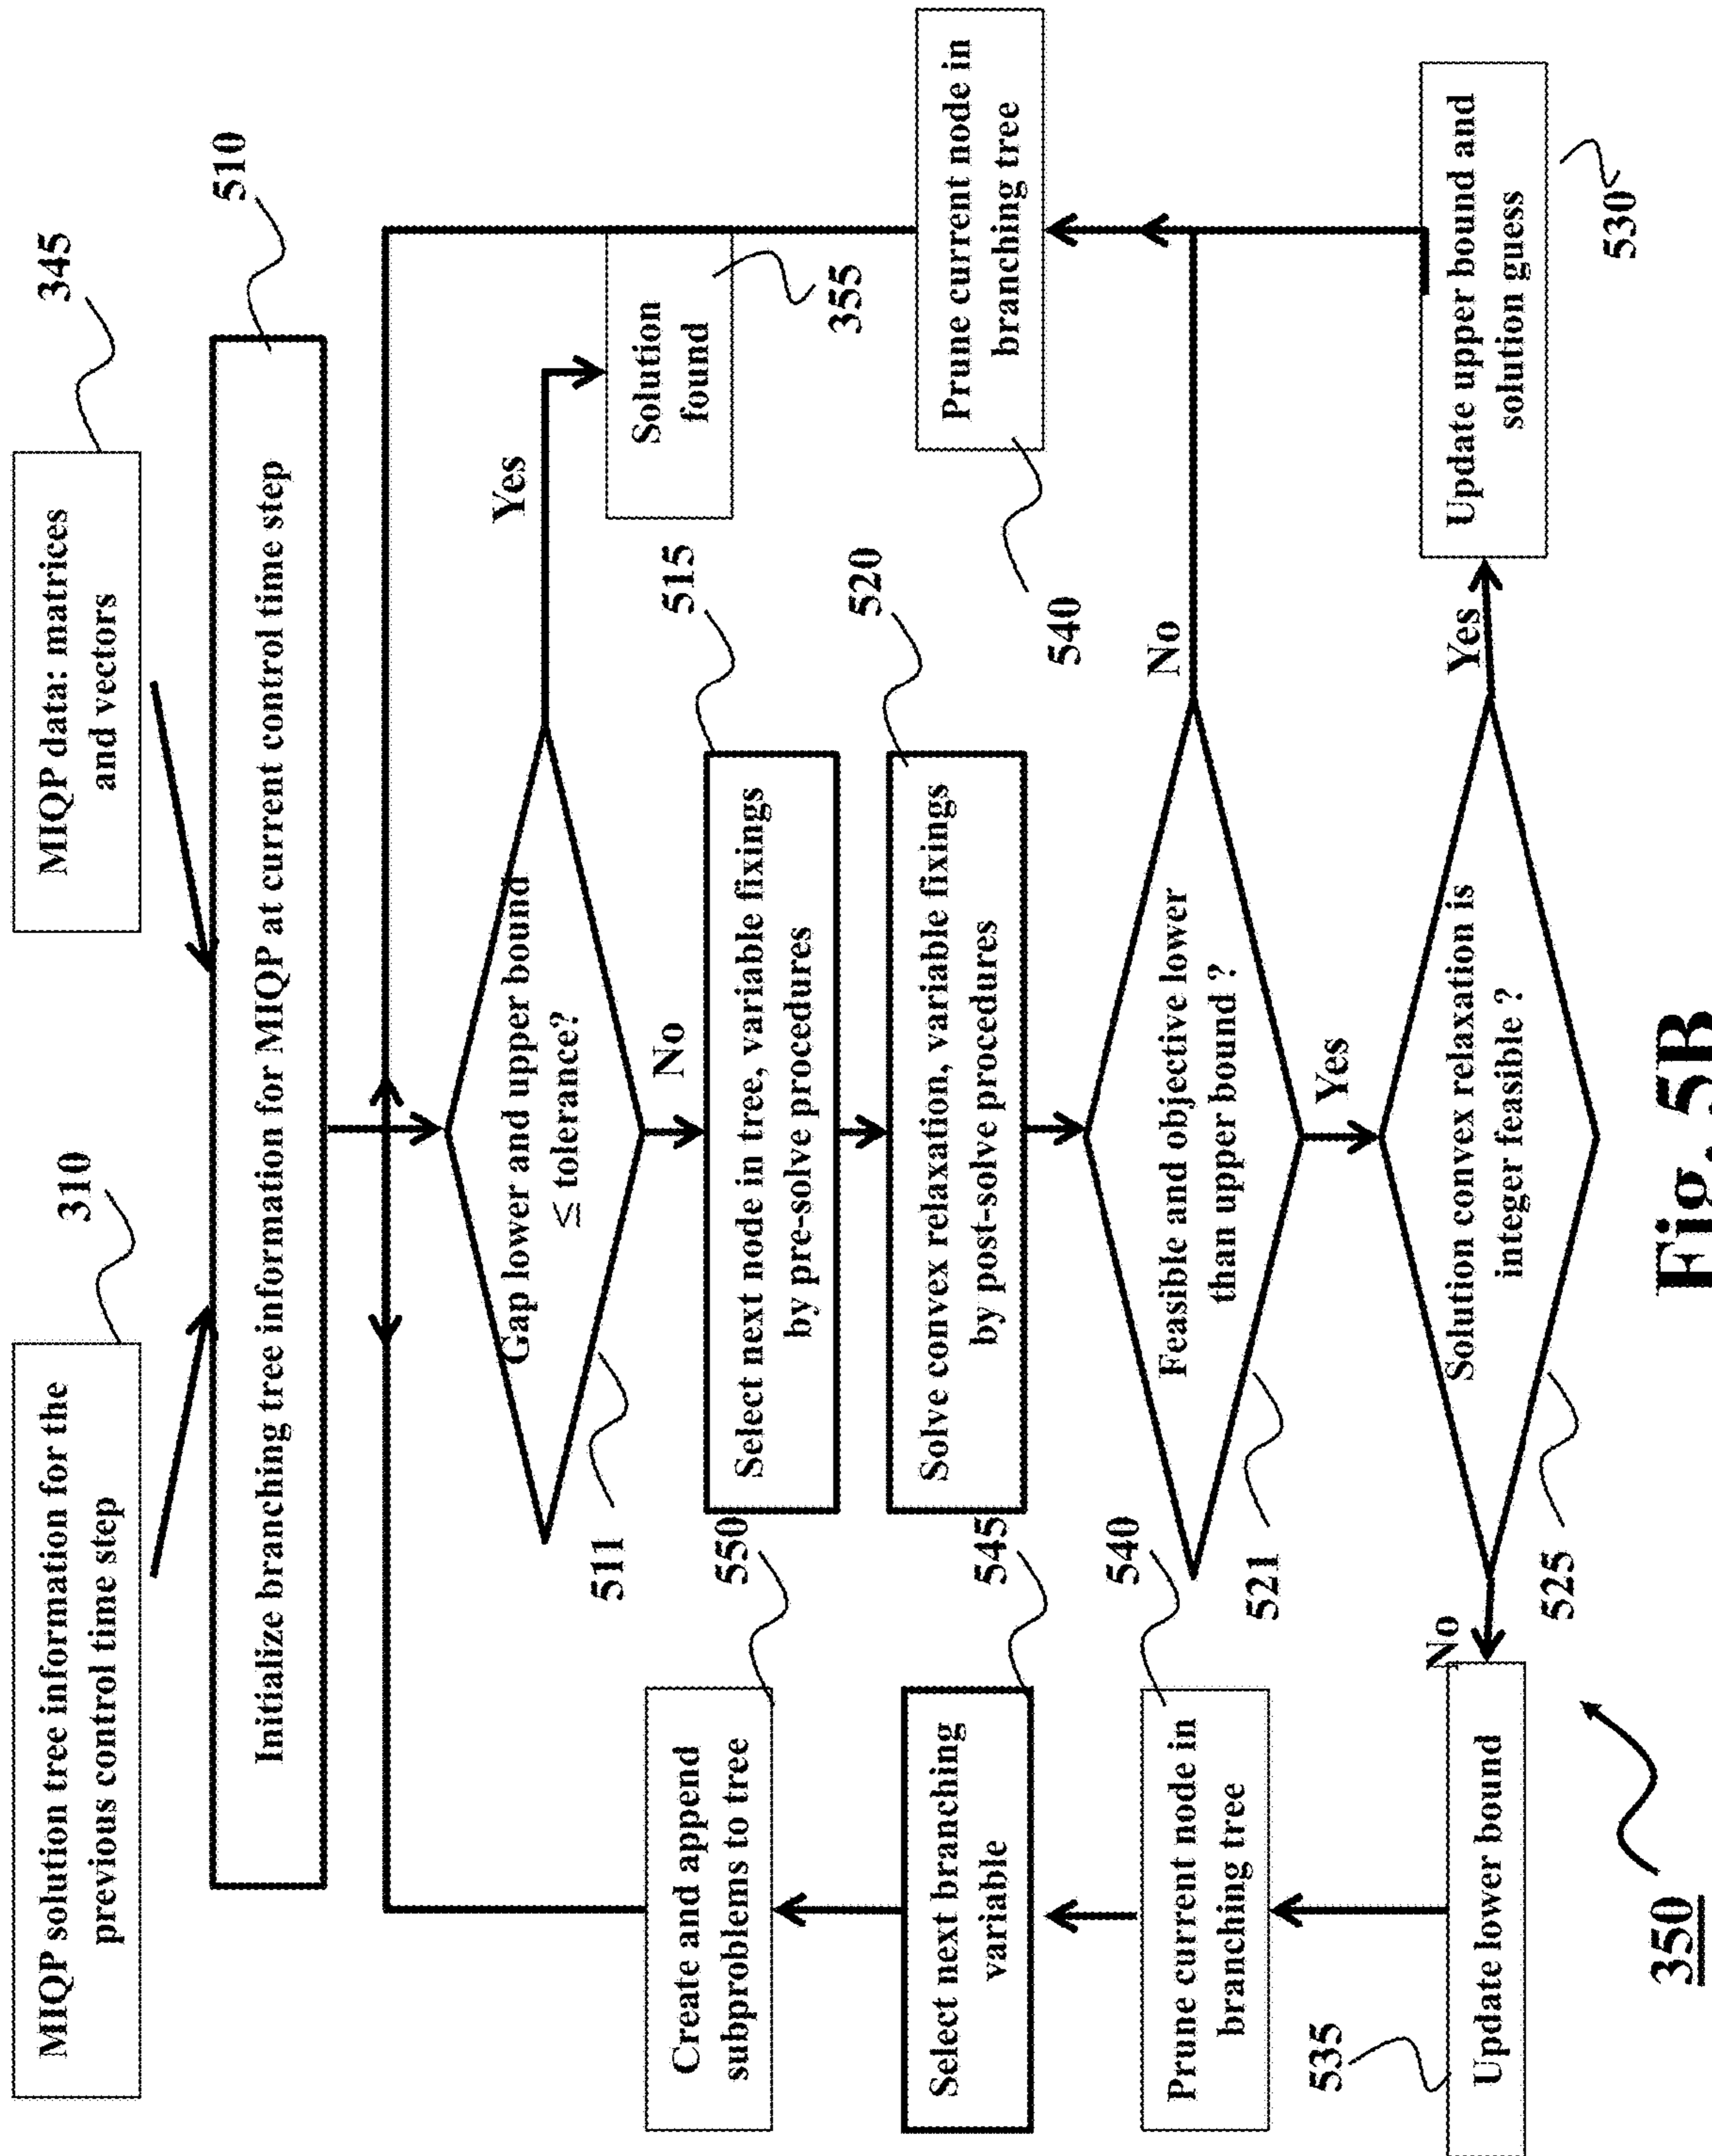 MIQP solution tree information for the
previous control time step
310
MIQP data: matrices
and vectors
345
Initialize branching tree information for MIQP at current control time step
510
Gap lower and upper bound
≤ tolerance?
511
Yes
No
Solution
found
355
Select next node in tree, variable fixings
by pre-solve procedures
515
Solve convex relaxation, variable fixings
by post-solve procedures
520
Feasible and objective lower
than upper bound ?
521
No
Yes
Prune current node in
branching tree
540
Solution convex relaxation is
integer feasible ?
525
Yes
No
Update upper bound and
solution guess
530
Update lower bound
535
Prune current node in
branching tree
540
Select next branching
variable
545
Create and append
subproblems to tree
550
350
Fig. 5B